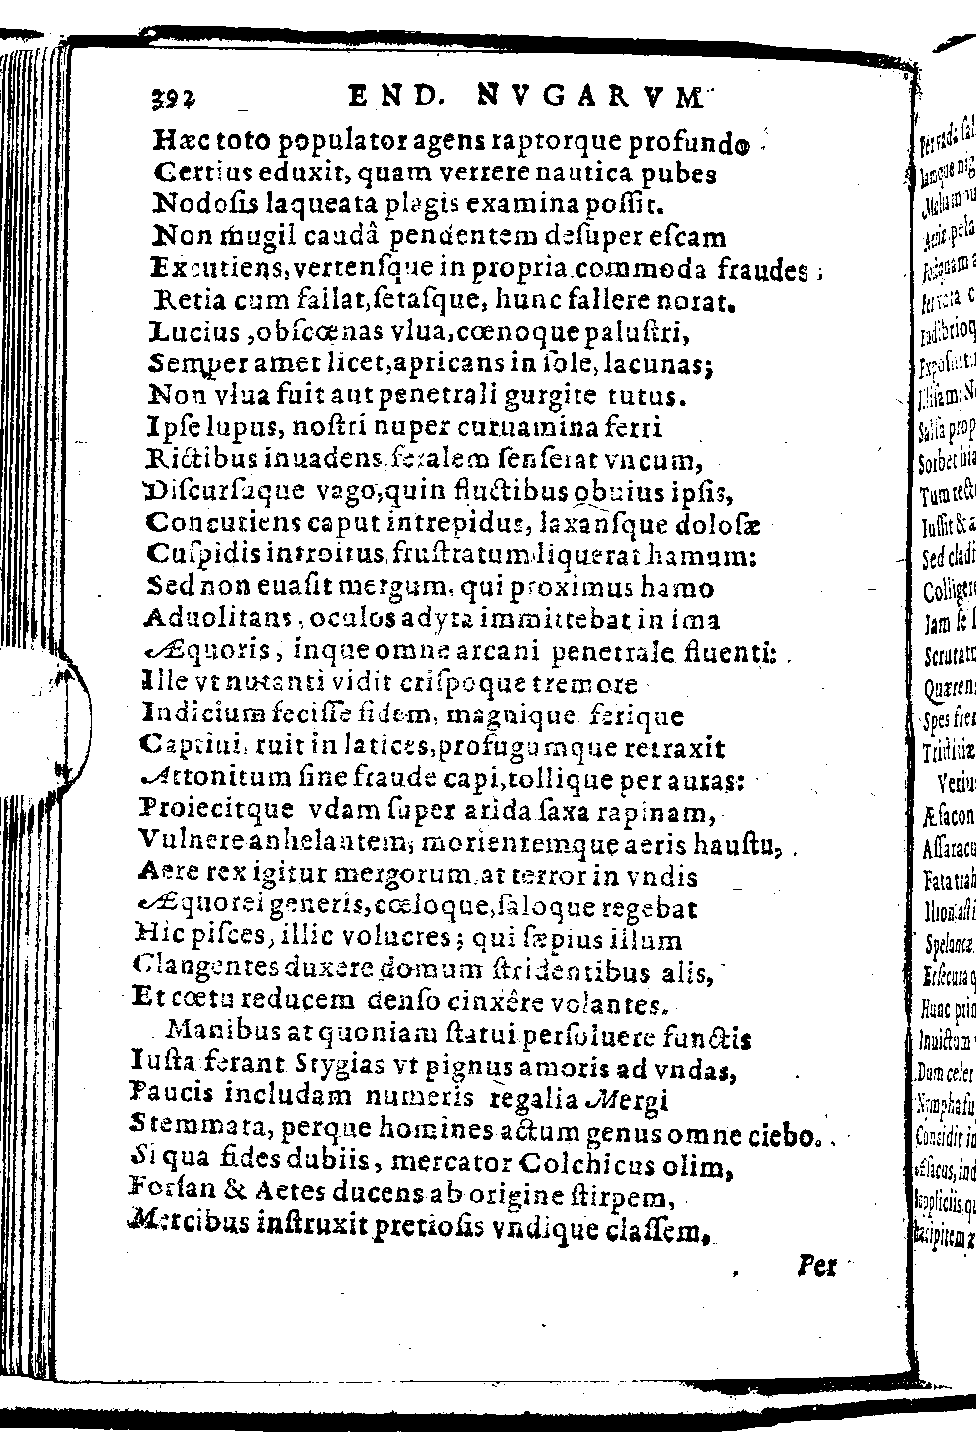 392 END. NVGARVM
Hæc toto populator agens raptorque profundo
Certius eduxit, quam verrere nautica pubes
Nodoſis laqueata plagis examina poſſit.
Non mugil caudâ pendentem deſuper eſcam
Excutiens, vertenſque in propria commoda fraudes;
Retia cum fallat, ſetaſque, hunc fallere norat.
Lucius, obſcœnas vlua, cœnoque paluſtri,
Semper amet licet, apricans in ſole, lacunas;
Non vlua fuit aut penetrali gurgite tutus.
Ipſe lupus, noſtri nuper curuamina ferri
Rictibus inuadens feralem ſenſerat vncum,
Diſcurſuque vago, quin fluctibus obuius ipſis,
Concutiens caput intrepidus, laxanſque doloſæ
Cuſpidis introitus, fruſtratum liquerat hamum:
Sed non euaſit mergum, qui proximus hamo
Aduolitans, oculos adyta immittebat in ima
Æquoris, inque omne arcani penetrale fluenti:
Ille vt nutanti vidit criſpoque tremore
Indicium feciſſe fidem, magnique ferique
Captiui, ruit in latices, profugumque retraxit
Attonitum ſine fraude capi, tollique per auras:
Proiecitque vdam ſuper arida ſaxa rapinam,
Vulnere anhelantem, morientemque aeris hauſtu,
Aere rex igitur mergorum, at terror in vndis
Æquorei generis, cœloque, ſaloque regebat
Hic piſces, illic volucres; qui ſæpius illum
Clangentes duxere domum ſtridentibus alis,
Et cœtu reducem denſo cinxêre volantes.
Manibus at quoniam ſtatui perſoluere functis
Iuſta ferant Stygias vt pignus amoris ad vndas,
Paucis includam numeris regalia Mergi
Stemmata, perque homines actum genus omne ciebo.
Si qua fides dubiis, mercator Colchicus olim,
Forſan & Aetes ducens ab origine ſtirpem,
Mercibus inſtruxit pretioſis vndique claſſem,
Per